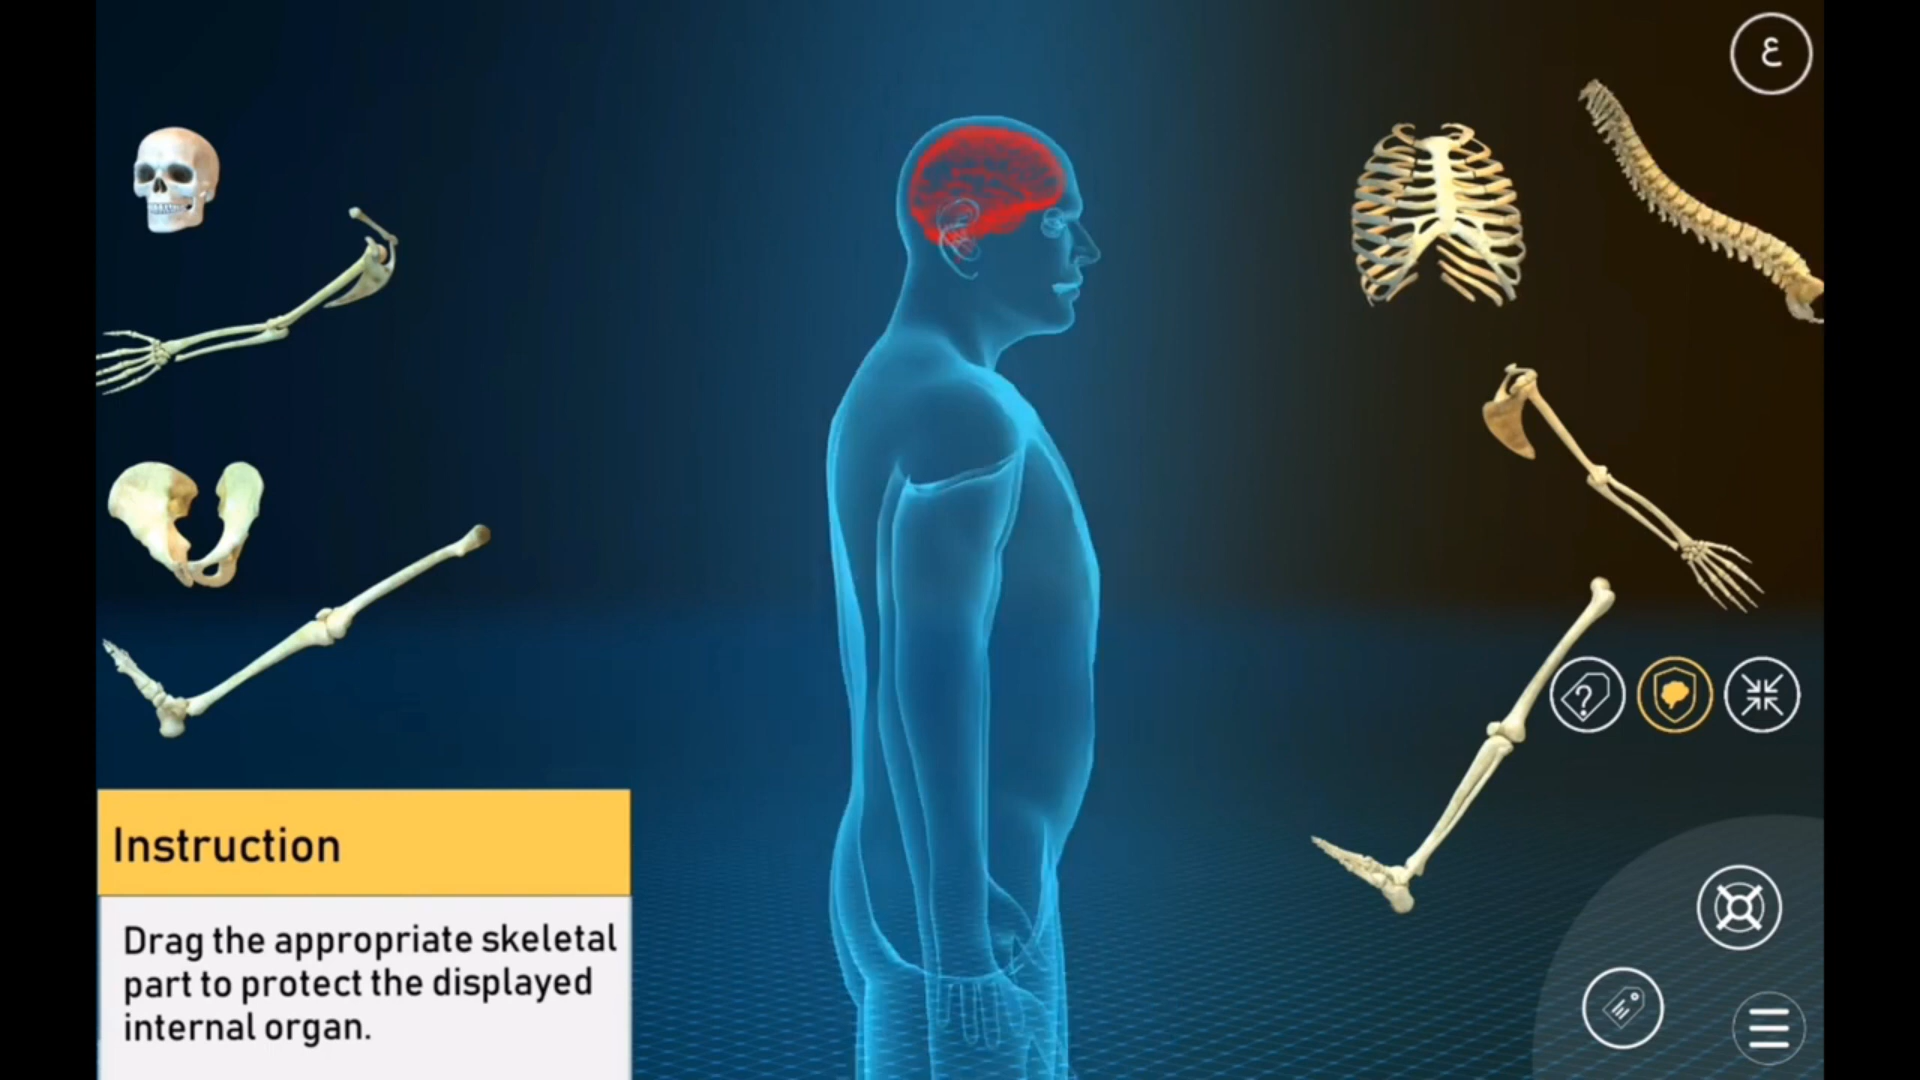 ع
Instruction
Drag the appropriate skeletal
part to protect the displayed
internal organ.